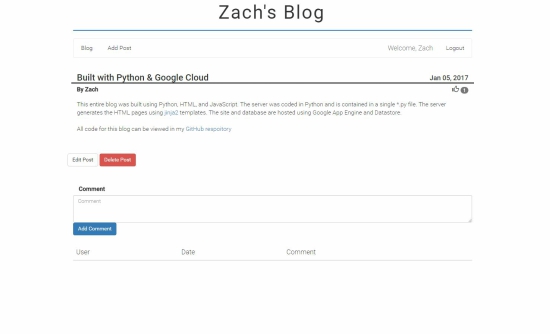 Zach's Blog
Blog Add Post Welcome, Zach Logout
Built with Python & Google Cloud Jan 05, 2017
By Zach 1
This entire blog was built using Python, HTML, and JavaScript. The server was coded in Python and is contained in a single *.py file. The server
generates the HTML pages using jinja2 templates. The site and database are hosted using Google App Engine and Datastore.
All code for this blog can be viewed in my GitHub respoitory
Edit Post Delete Post
Comment
Comment
Add Comment
User Date Comment